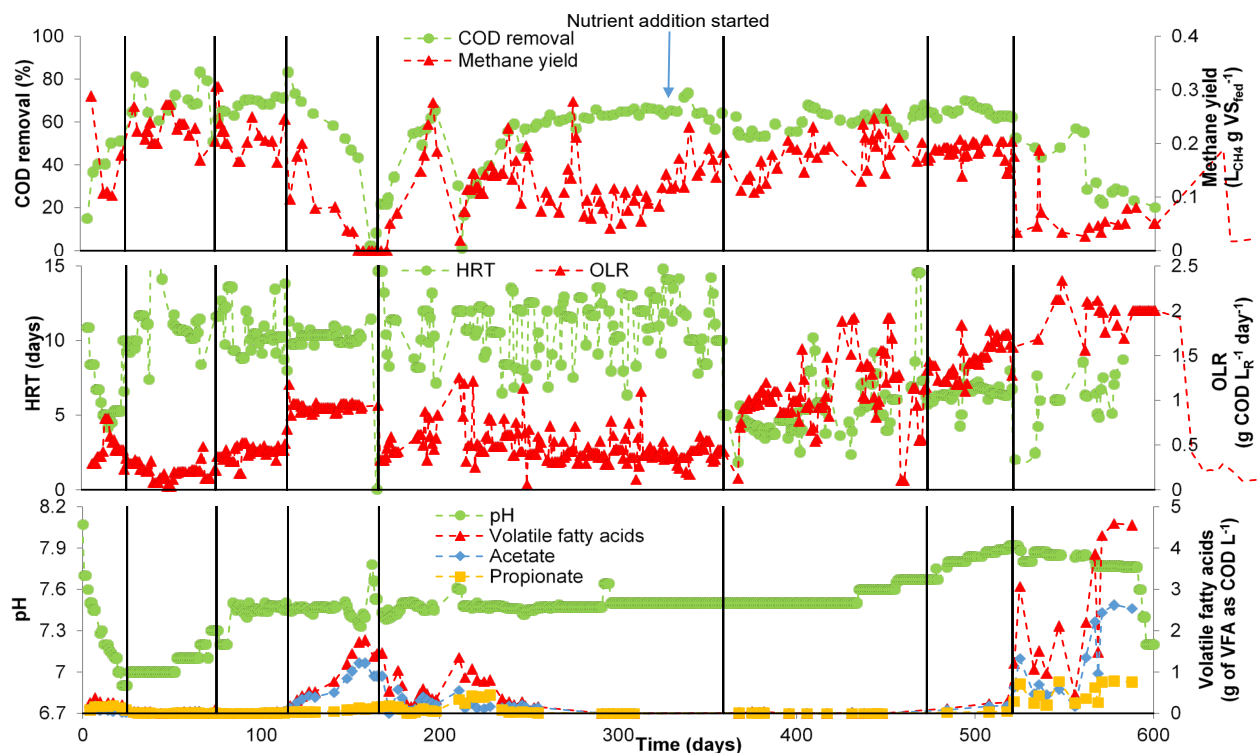 Nutrient addition started
COD removal
Methane yield
COD removal (%)
100
80
60
40
20
0
Methane yield
(L_CH4 g VS_fed^-1)
0.4
0.3
0.2
0.1
0
HRT
OLR
HRT (days)
15
10
5
0
OLR
(g COD L_R^-1 day^-1)
2.5
2
1.5
1
0.5
0
pH
Volatile fatty acids
Acetate
Propionate
pH
8.2
7.9
7.6
7.3
7
6.7
Volatile fatty acids
(g of VFA as COD L^-1)
5
4
3
2
1
0
0
100
200
400
500
600
Time (days)